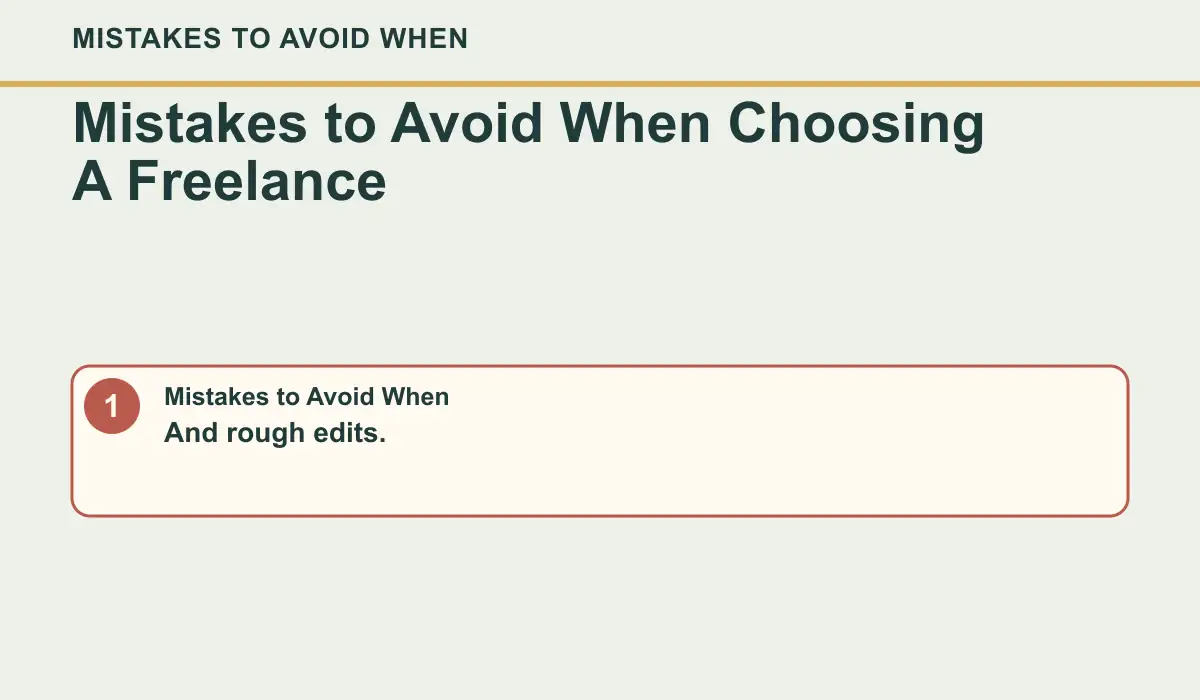 MISTAKES TO AVOID WHEN
Mistakes to Avoid When Choosing
A Freelance
1
Mistakes to Avoid When
And rough edits.